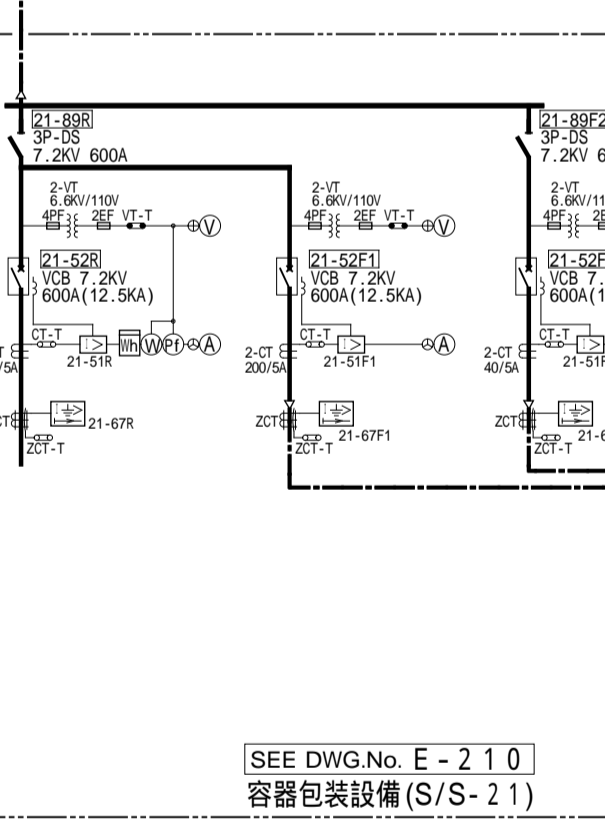 21-89R
3P-DS
7.2KV 600A
2-VT
6.6KV/110V
4PF 2EF VT-T
V
21-52R
VCB 7.2KV
600A(12.5KA)
CT-T
I>
Wh W Pf A
/5A
21-51R
I
21-67R
ZCT-T
2-VT
6.6KV/110V
4PF 2EF VT-T
V
21-52F1
VCB 7.2KV
600A(12.5KA)
CT-T
2-CT
200/5A
I>
A
21-51F1
ZCT
I
21-67F1
ZCT-T
21-89F2
3P-DS
7.2KV 6
2-VT
6.6KV/11
4PF
21-52F
VCB 7.
600A(1
CT-T
2-CT
40/5A
I>
21-51F
ZCT
I
21-6
ZCT-T
SEE DWG.No. E-210
容器包装設備(S/S-21)